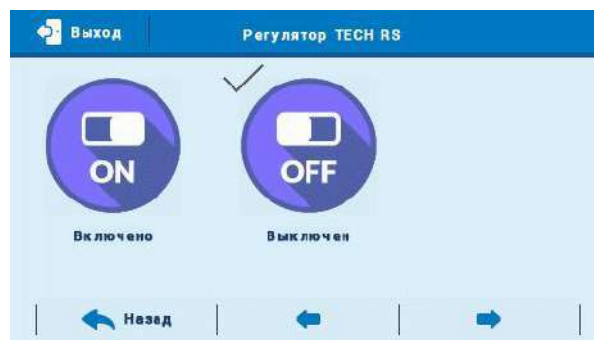 Выход
Регулятор TECH RS
ON
OFF
Включено
Выключен
Назад